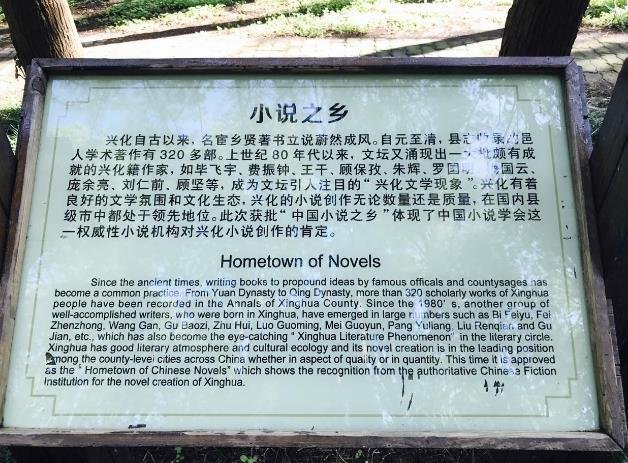 小说之乡
兴化自古以来，名宦乡贤著书立说蔚然成风。自元至清，县志收录的邑
人学术著作有320多部。上世纪80年代以来，文坛又涌现出一大批颇有成
就的兴化籍作家，如毕飞宇、费振钟、王干、顾保孜、朱辉、罗国明、国云、
庞余亮、刘仁前、顾坚等，成为文坛引人注目的“兴化文学现象”。兴化有着
良好的文学氛围和文化生态，兴化的小说创作无论数量还是质量，在国内县
级市中都处于领先地位。此次获批“中国小说之乡”体现了中国小说学会这
一权威性小说机构对兴化小说创作的肯定。
Hometown of Novels
Since the ancient times, writing books to propound ideas by famous officals and countysages has
become a common practice. From Yuan Dynasty to Qing Dynasty, more than 320 scholarly works of Xinghua
people have been recorded in the Annals of Xinghua County. Since the 1980' s, another group of
well-accomplished writers, who were born in Xinghua, have emerged in large numbers such as Bi Feiyu, Fei
Zhenzhong, Wang Gan, Gu Baozi, Zhu Hui, Luo Guoming, Mei Guoyun, Pang Yuliang, Liu Renqian and Gu
Jian, etc., which has also become the eye-catching " Xinghua Literature Phenomenon" in the literary circle.
Xinghua has good literary atmosphere and cultural ecology and its novel creation is in the leading position
among the county-level cities across China whether in aspect of quality or in quantity. This time it is approved
as the " Hometown of Chinese Novels" which shows the recognition from the authoritative Chinese Fiction
Institution for the novel creation of Xinghua.